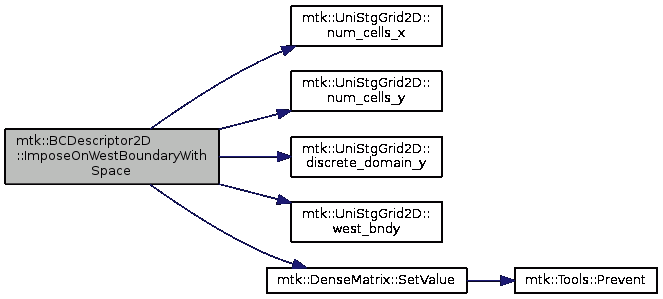 mtk::UniStgGrid2D::
num_cells_x
mtk::UniStgGrid2D::
num_cells_y
mtk::BCDescriptor2D
::ImposeOnWestBoundaryWith
Space
mtk::UniStgGrid2D::
discrete_domain_y
mtk::UniStgGrid2D::
west_bndy
mtk::DenseMatrix::SetValue
mtk::Tools::Prevent